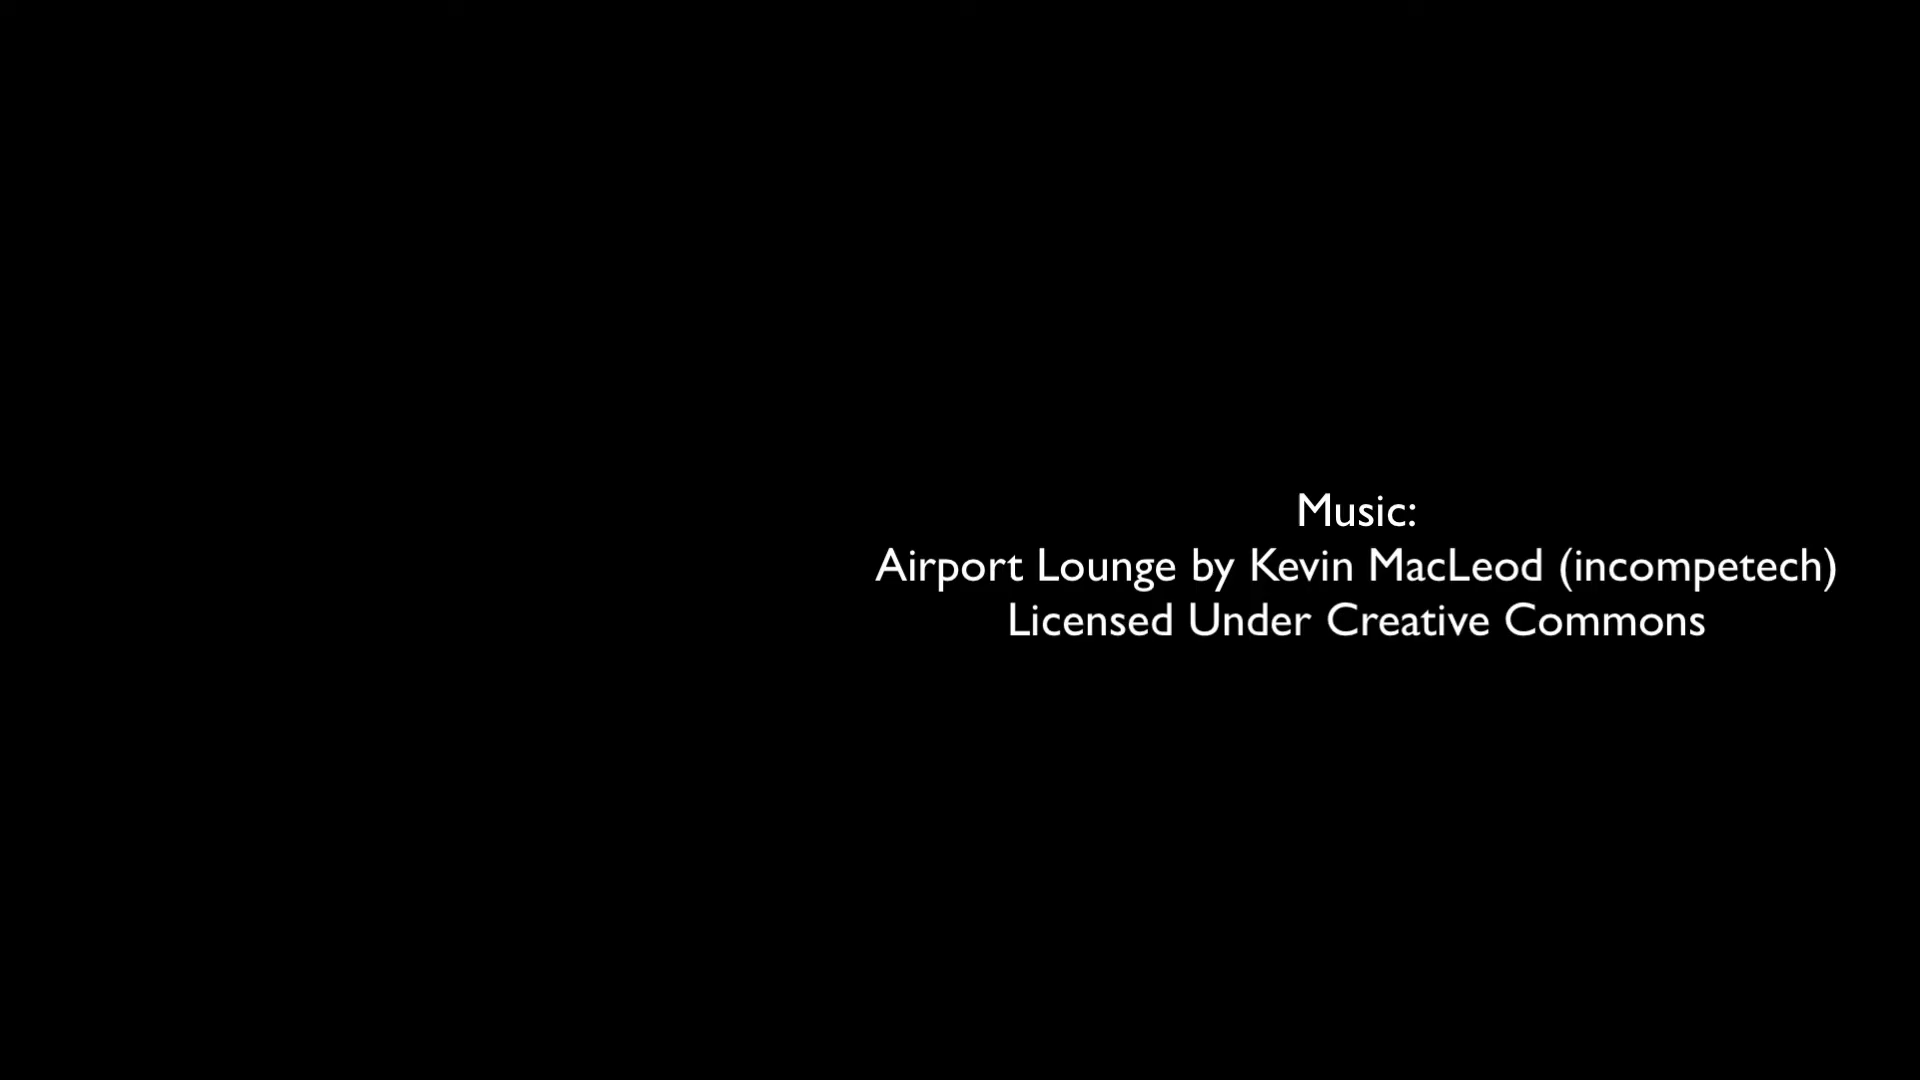 Music:
Airport Lounge by Kevin MacLeod (incompetech)
Licensed Under Creative Commons